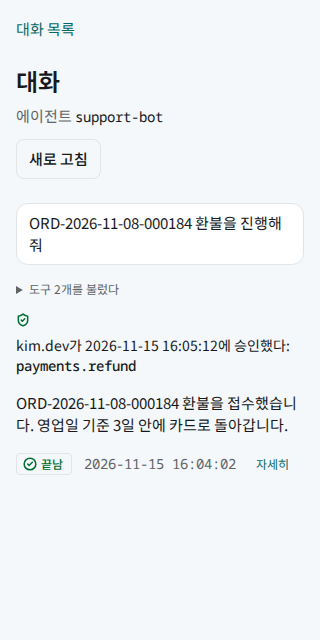 대화 목록
대화
에이전트 support-bot
새로 고침
ORD-2026-11-08-000184 환불을 진행해
줘
도구 2개를 불렀다
kim.dev가 2026-11-15 16:05:12에 승인했다:
payments.refund
ORD-2026-11-08-000184 환불을 접수했습니
다. 영업일 기준 3일 안에 카드로 돌아갑니다.
끝남 2026-11-15 16:04:02 자세히